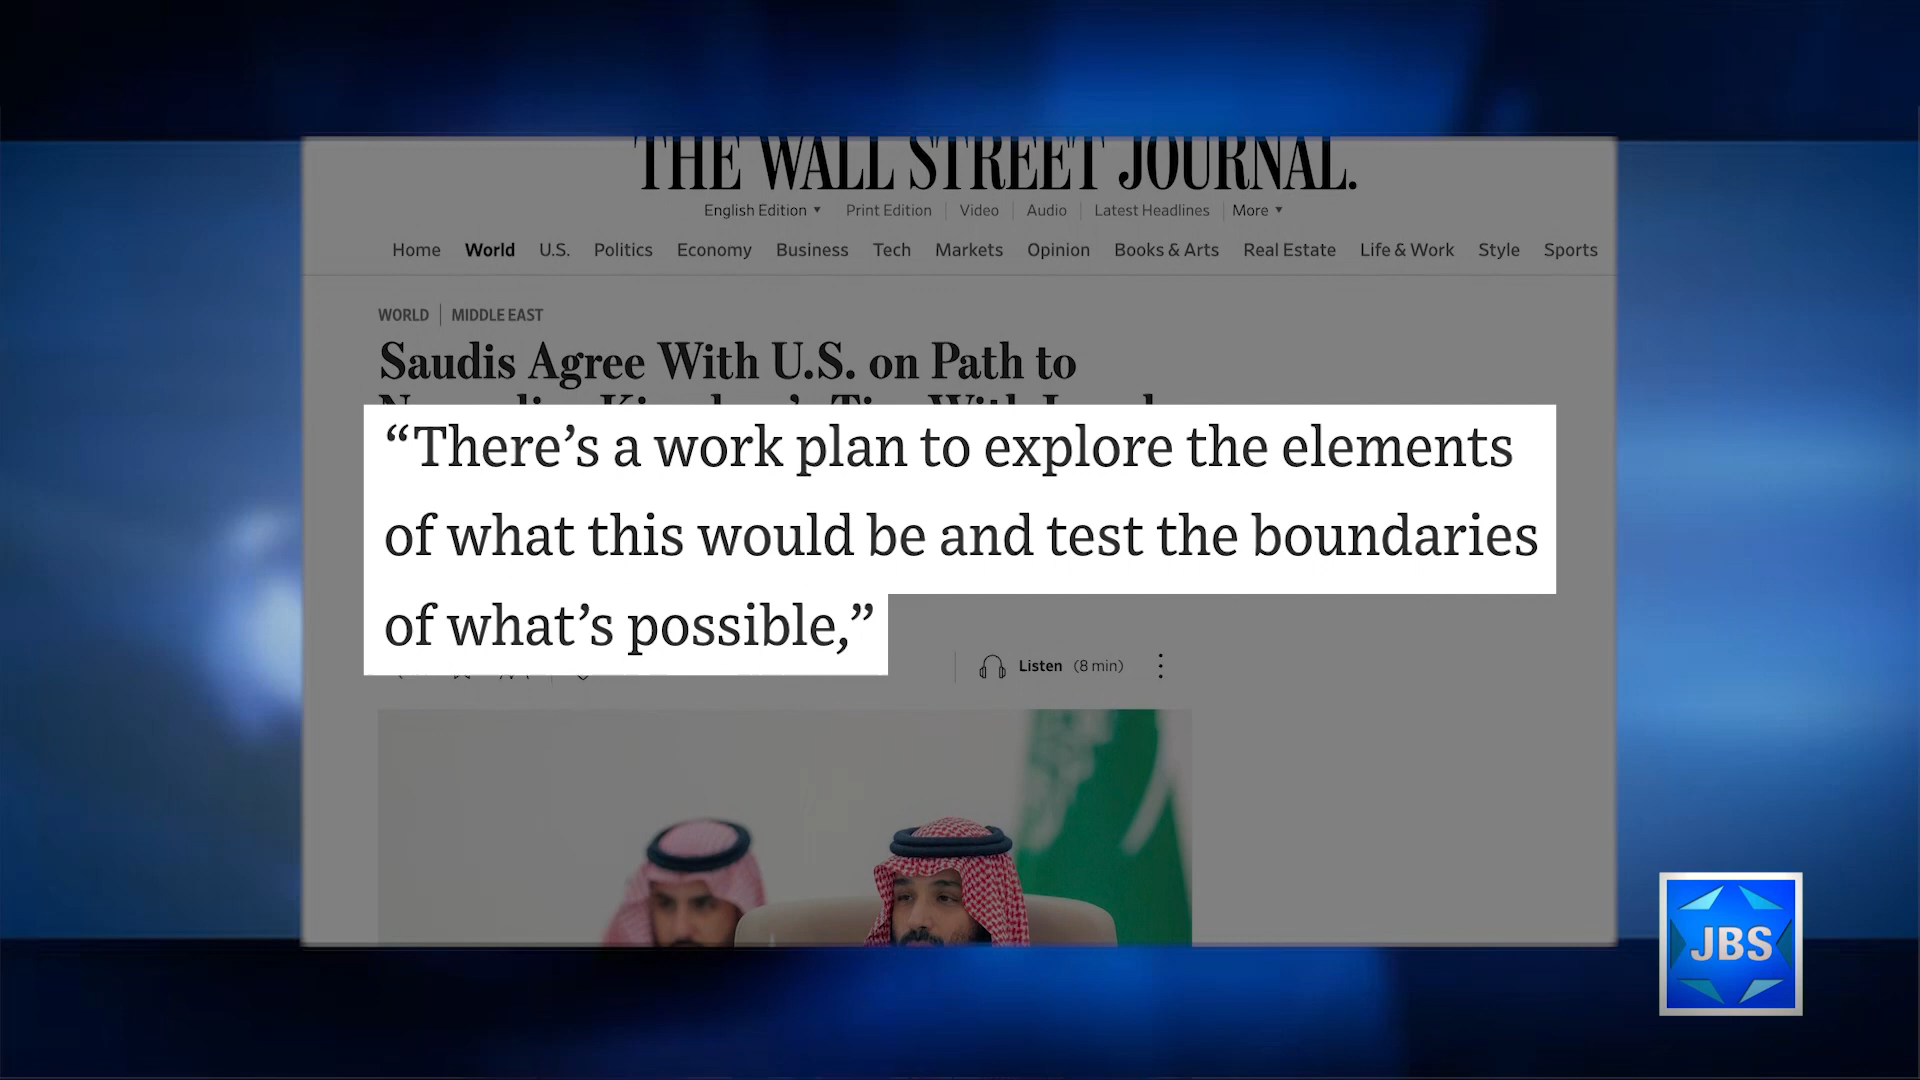 THE WALL STREET JOURNAL.
English Edition Print Edition Video Audio Latest Headlines More
Home World U.S. Politics Economy Business Tech Markets Opinion Books & Arts Real Estate Life & Work Style Sports
WORLD MIDDLE EAST
Saudis Agree With U.S. on Path to
“There’s a work plan to explore the elements
of what this would be and test the boundaries
of what’s possible,”
Listen (8 min)
JBS